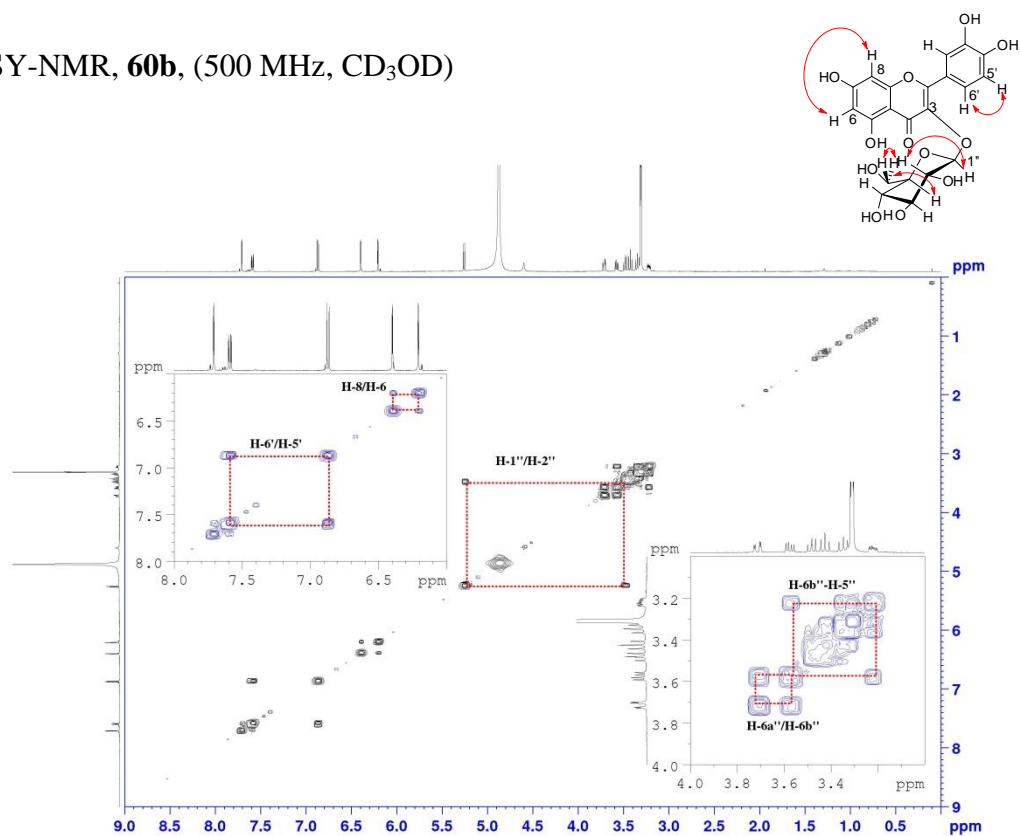 SY-NMR, 60b, (500 MHz, CD₃OD)
OH
H
OH
H
8
HO
O
5'
6'
H
H
6
3
H
O
OH
O
H
O
1"
H
H
HO
6"
H
OH
H
H
HO
HO
H
ppm
ppm
H-8/H-6
6.5
H-6'/H-5'
7.0
7.5
8.0
8.0 7.5 7.0 6.5
ppm
H-1''/H-2''
ppm
H-6b''-H-5''
3.2
3.4
3.6
3.8
4.0
H-6a''/H-6b''
4.0 3.8 3.6 3.4
ppm
1
2
3
4
5
6
7
8
9
9.0 8.5 8.0 7.5 7.0 6.5 6.0 5.5 5.0 4.5 4.0 3.5 3.0 2.5 2.0 1.5 1.0 0.5 ppm